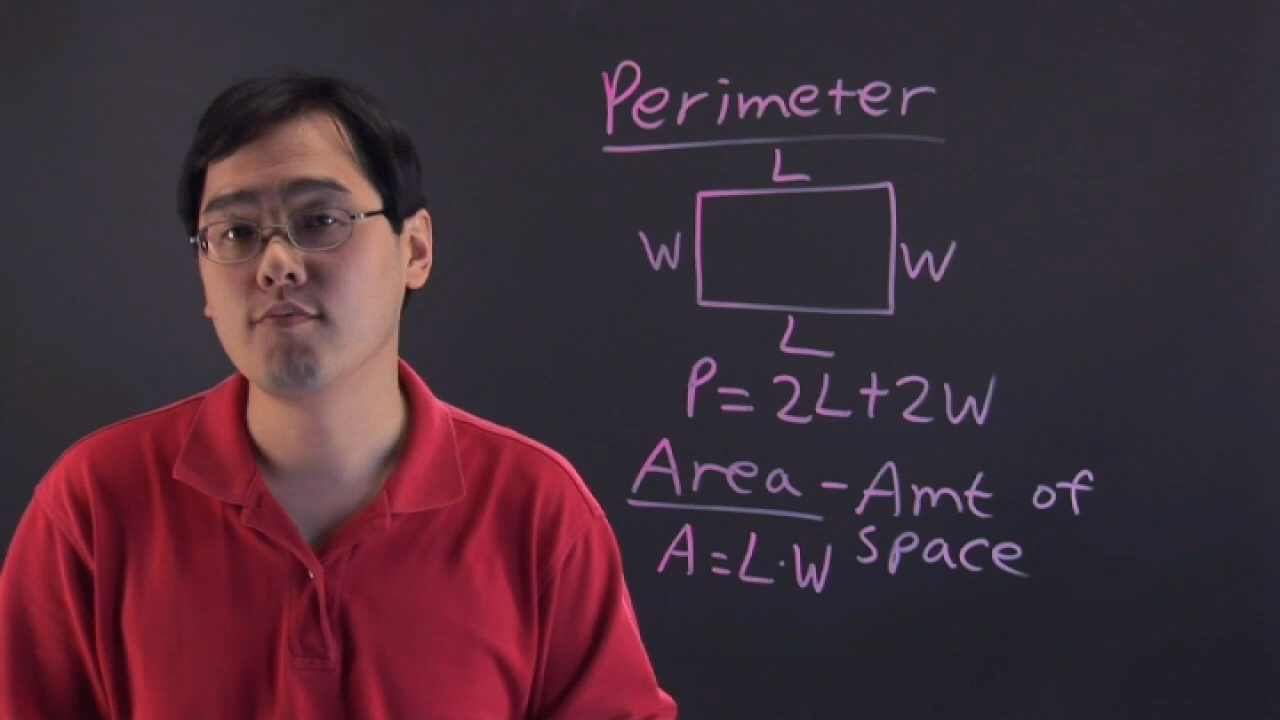 Perimeter
L
W W
L
P=2L+2W
Area - Amt of
A=L·W space